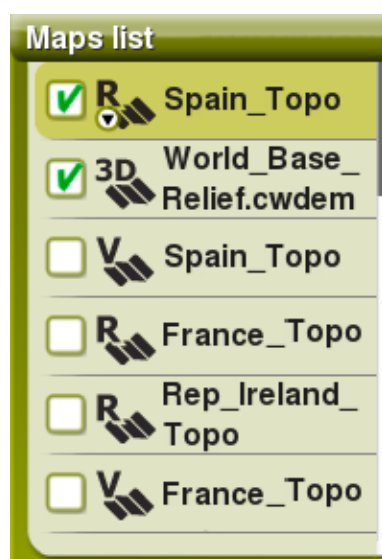 Maps list
R Spain_Topo
3D World_Base_
Relief.cwdem
V Spain_Topo
R France_Topo
R Rep_Ireland_
Topo
V France_Topo